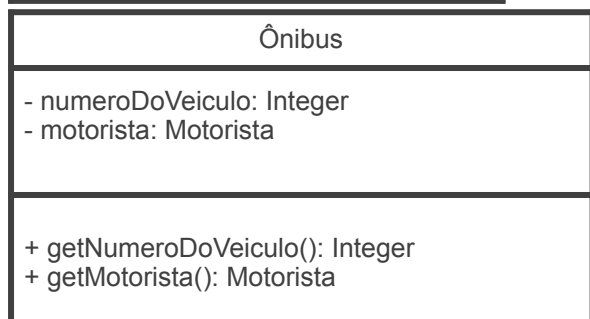 Ônibus
- numeroDoVeiculo: Integer
- motorista: Motorista
+ getNumeroDoVeiculo(): Integer
+ getMotorista(): Motorista